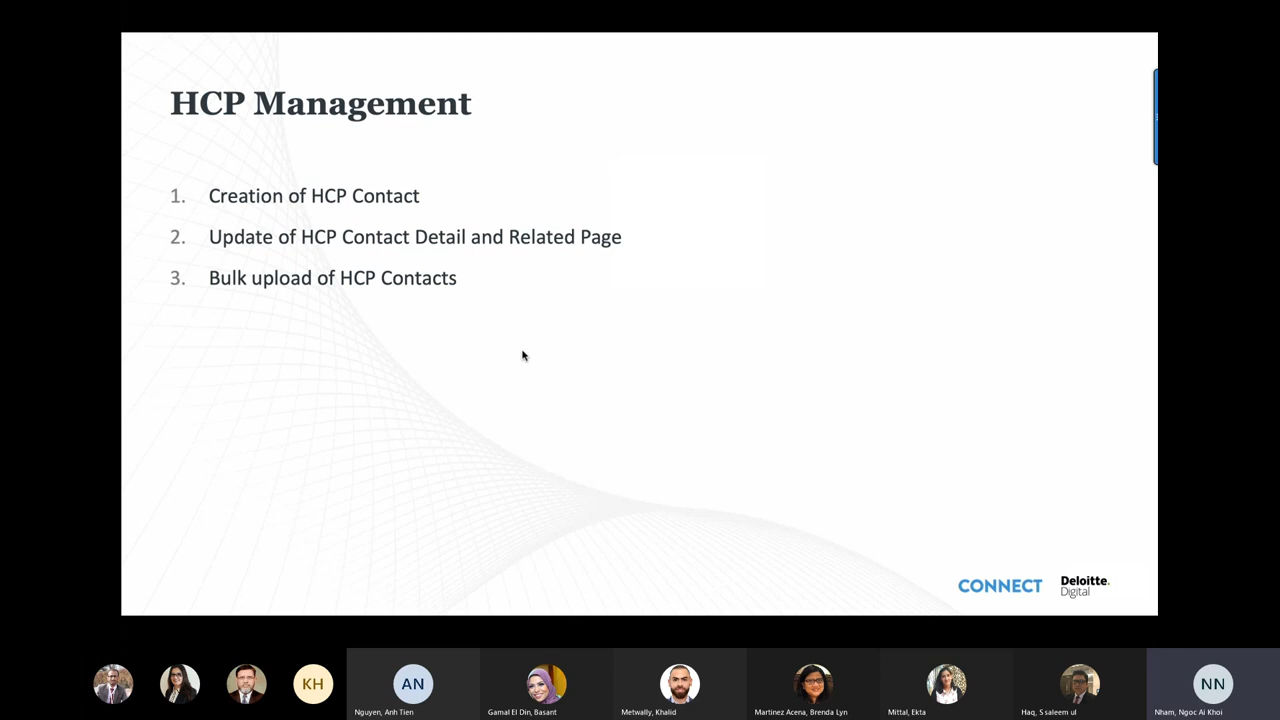 HCP Management
1. Creation of HCP Contact
2. Update of HCP Contact Detail and Related Page
3. Bulk upload of HCP Contacts
CONNECT
Deloitte.
Digital
KH
AN
NN
Nguyen, Anh Tien
Gamal El Din, Basant
Metwally, Khalid
Martinez Acena, Brenda Lyn
Mittal, Ekta
Haq, S saleem ul
Nham, Ngoc Ai Khoi